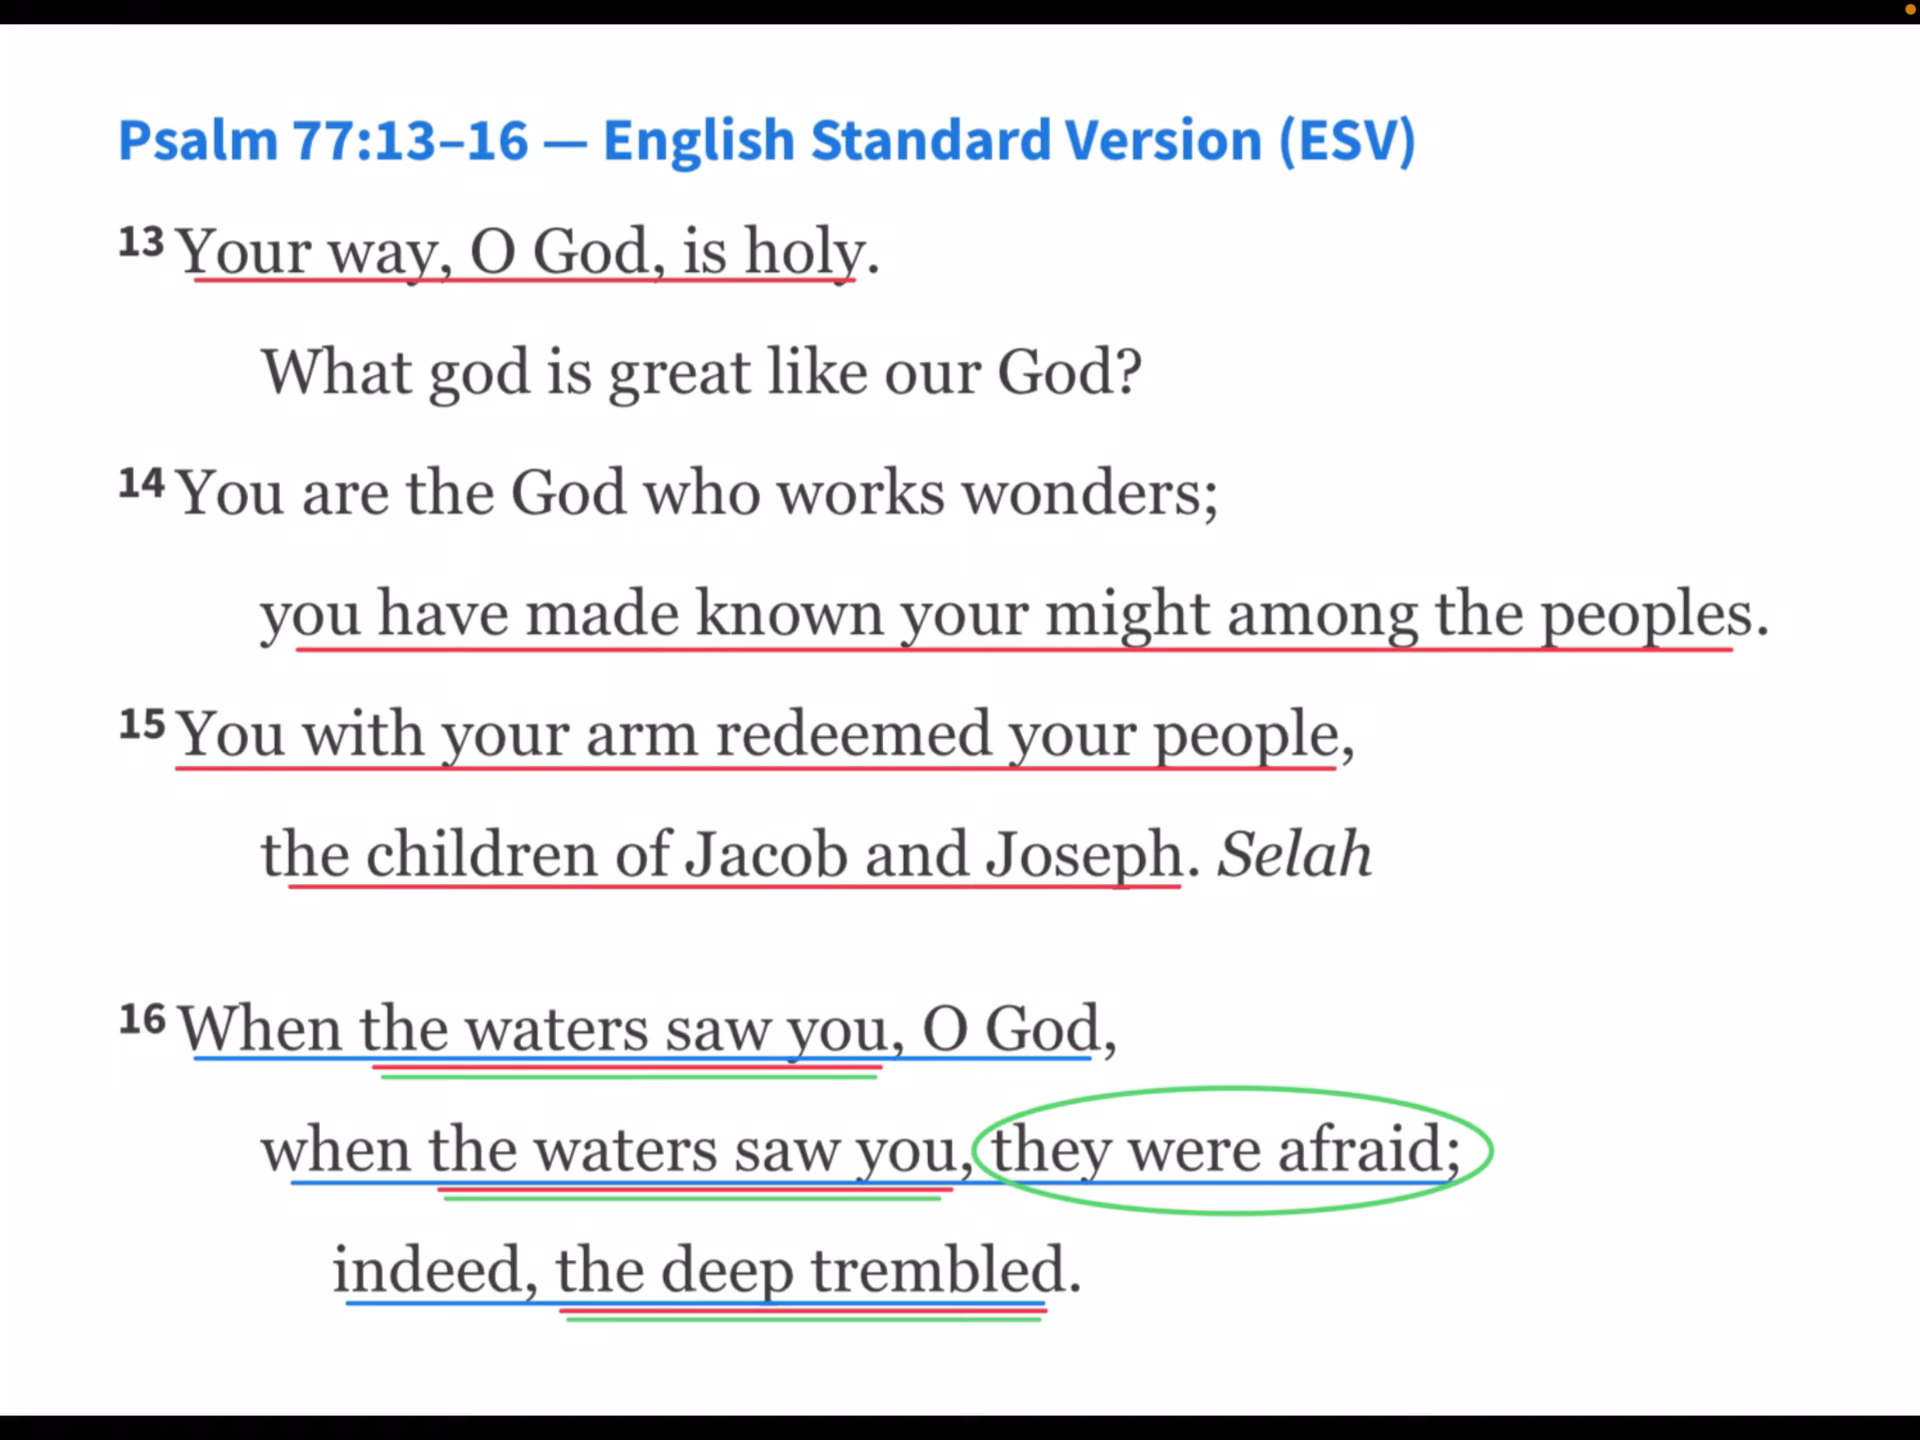 Psalm 77:13–16 — English Standard Version (ESV)
13 Your way, O God, is holy.
What god is great like our God?
14 You are the God who works wonders;
you have made known your might among the peoples.
15 You with your arm redeemed your people,
the children of Jacob and Joseph. Selah
16 When the waters saw you, O God,
when the waters saw you, they were afraid;
indeed, the deep trembled.